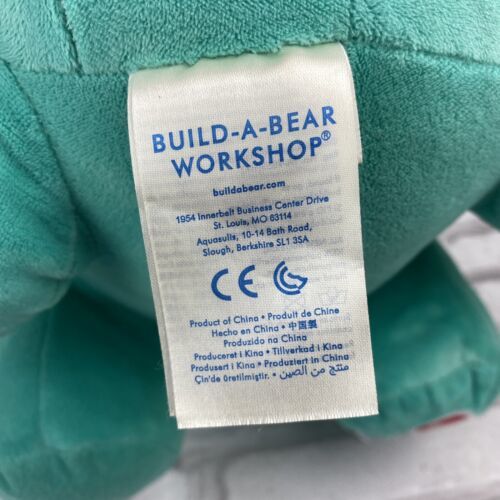 BUILD-A-BEAR
WORKSHOP®
buildabear.com
1954 Innerbelt Business Center Drive
St. Louis, MO 63114
Aquasulis, 10-14 Bath Road,
Slough, Berkshire SL1 3SA
CE
Product of China • Produit de Chine
Hecho en China • 中国製
Produzido na China
Produceret i Kina • Tillverkad i Kina
Produsert i Kina • Produziert in China
Çin'de üretilmiştir. • منتج من الصين